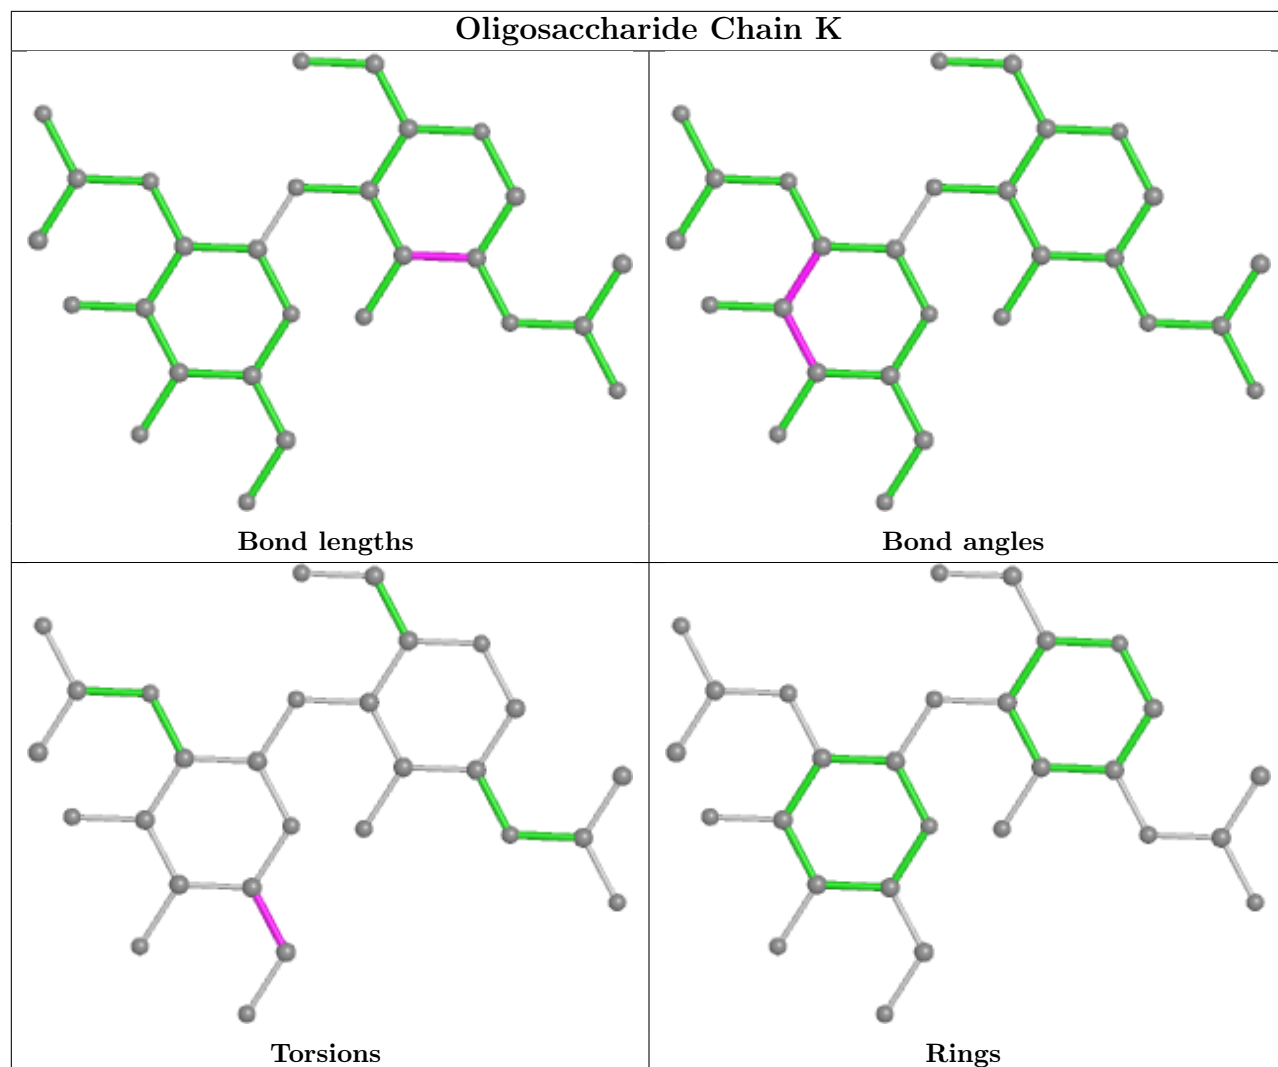 Oligosaccharide Chain K
Bond lengths
Bond angles
Torsions
Rings